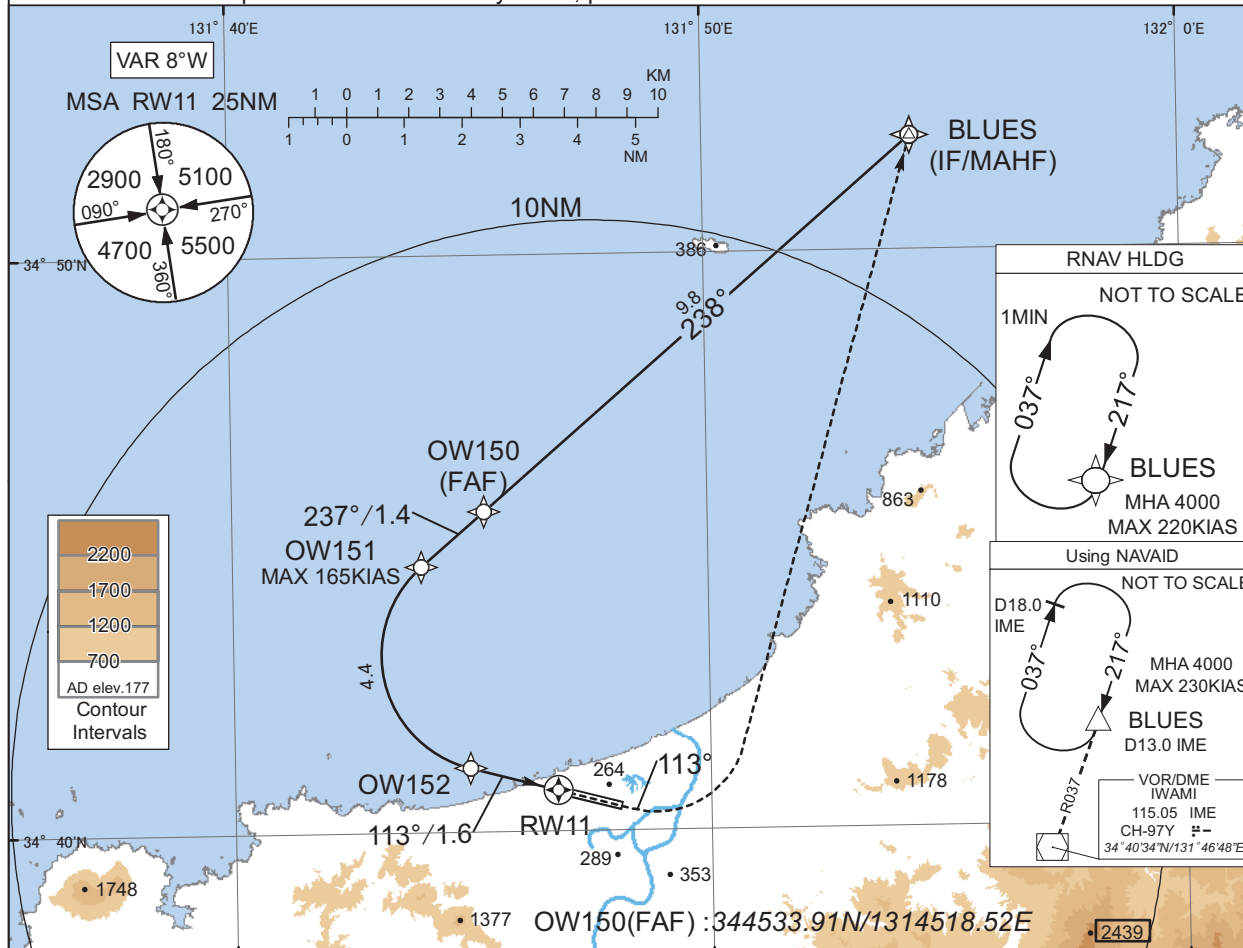 131° 40'E
131° 50'E
132° 0'E
VAR 8°W
MSA RW11 25NM
KM
1 0 1 2 3 4 5 6 7 8 9 10
1 0 1 2 3 4 5
NM
180°
2900
5100
090°
270°
4700
5500
360°
BLUES
(IF/MAHF)
10NM
386
34° 50'N
9.8
238°
RNAV HLDG
NOT TO SCALE
1MIN
037°
217°
BLUES
MHA 4000
MAX 220KIAS
OW150
(FAF)
237°/1.4
OW151
MAX 165KIAS
863
1110
Using NAVAID
NOT TO SCALE
D18.0
IME
037°
217°
MHA 4000
MAX 230KIAS
BLUES
D13.0 IME
R037
VOR/DME
IWAMI
115.05 IME
CH-97Y
34°40'34"N/131°46'48"E
2200
1700
1200
700
AD elev.177
Contour
Intervals
4.4
OW152
264
113°
1178
113°/1.6
RW11
34° 40'N
289
353
1748
1377
OW150(FAF) :344533.91N/1314518.52E
2439